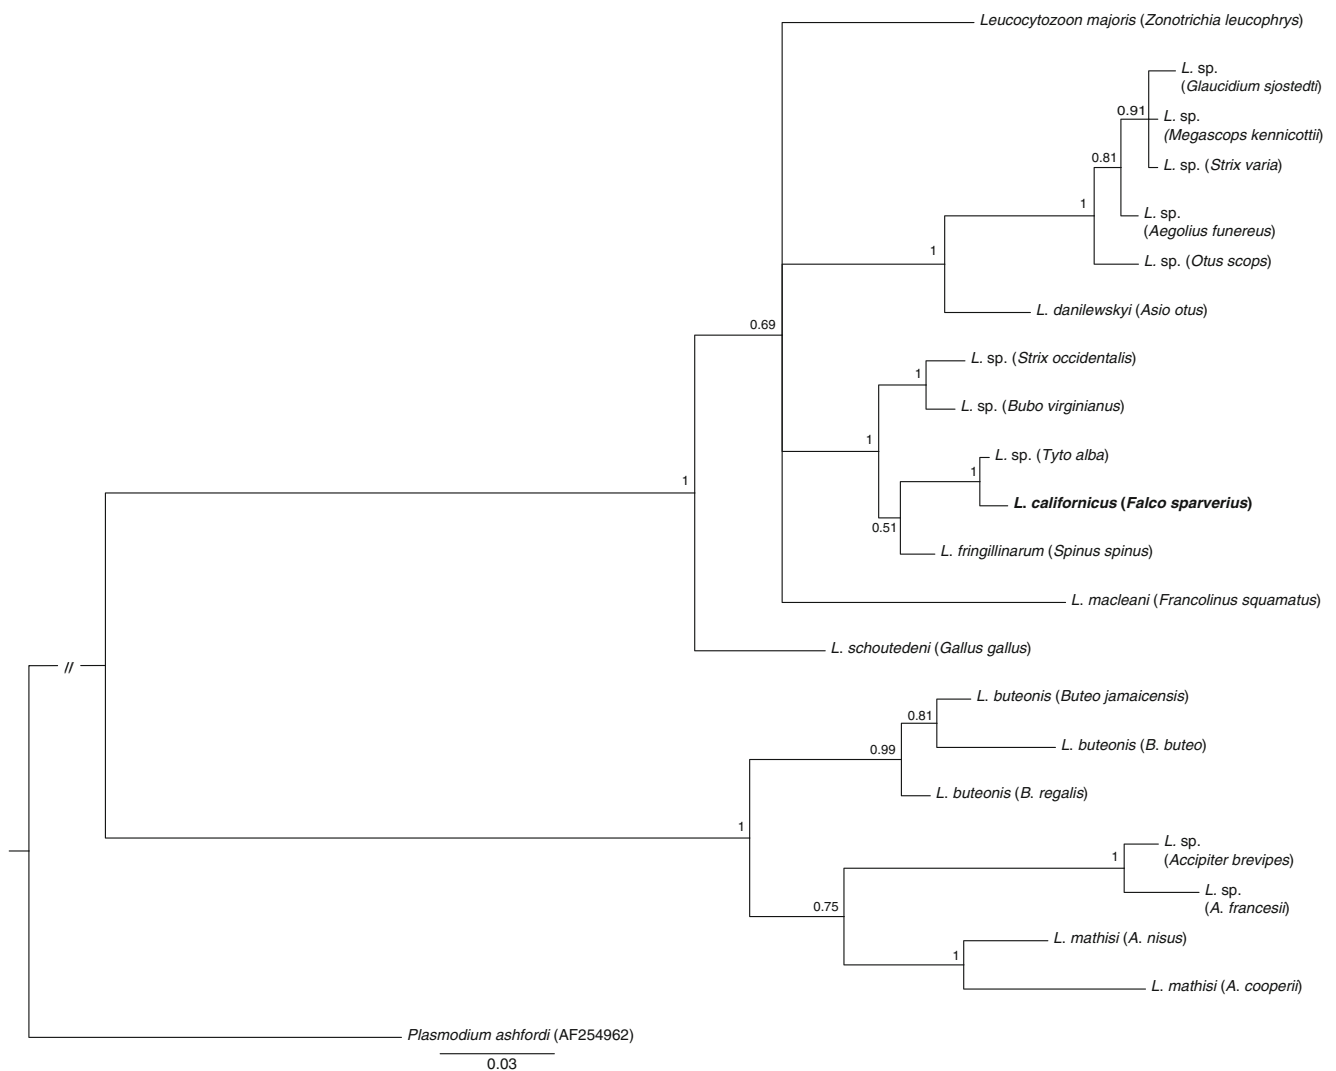 Leucocytozoon majoris (Zonotrichia leucophrys)
L. sp.
(Glaucidium sjostedti)
0.91
L. sp.
(Megascops kennicottii)
0.81
L. sp. (Strix varia)
1
L. sp.
(Aegolius funereus)
1
L. sp. (Otus scops)
L. danilewskyi (Asio otus)
0.69
L. sp. (Strix occidentalis)
1
L. sp. (Bubo virginianus)
1
L. sp. (Tyto alba)
1
1
L. californicus (Falco sparverius)
0.51
L. fringillinarum (Spinus spinus)
L. macleani (Francolinus squamatus)
L. schoutedeni (Gallus gallus)
//
L. buteonis (Buteo jamaicensis)
0.81
L. buteonis (B. buteo)
0.99
L. buteonis (B. regalis)
1
L. sp.
(Accipiter brevipes)
1
L. sp.
(A. francesii)
0.75
L. mathisi (A. nisus)
1
L. mathisi (A. cooperii)
Plasmodium ashfordi (AF254962)
0.03